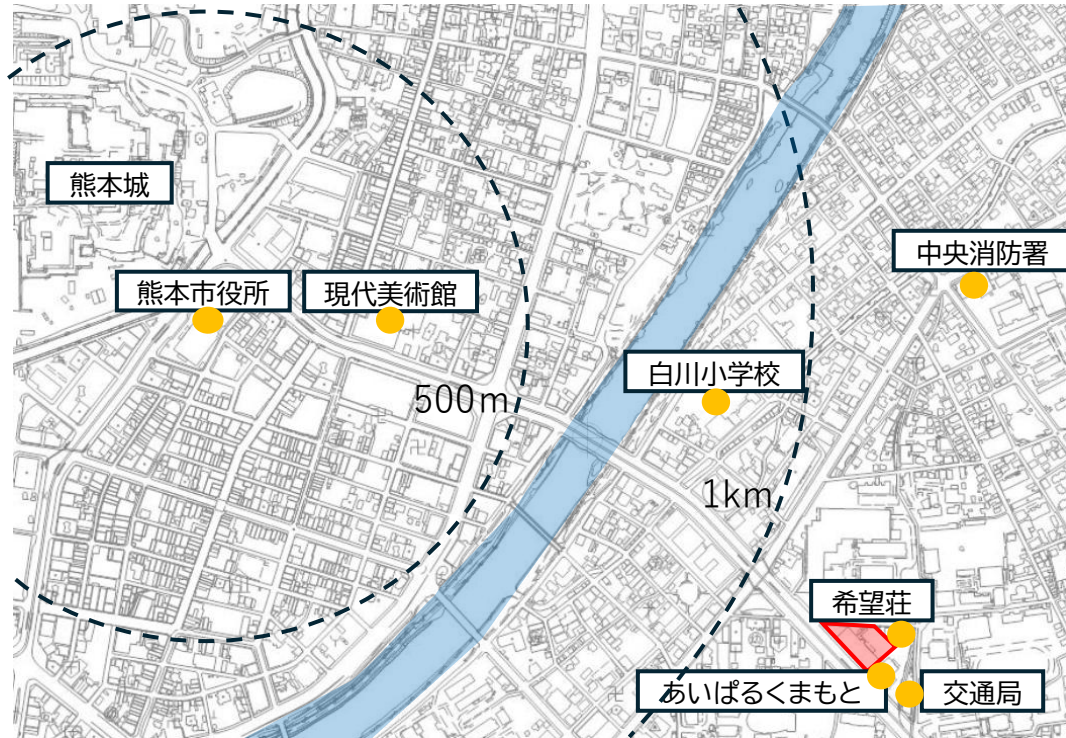 熊本城
中央消防署
熊本市役所
現代美術館
白川小学校
500m
1km
希望荘
あいぱるくまもと
交通局